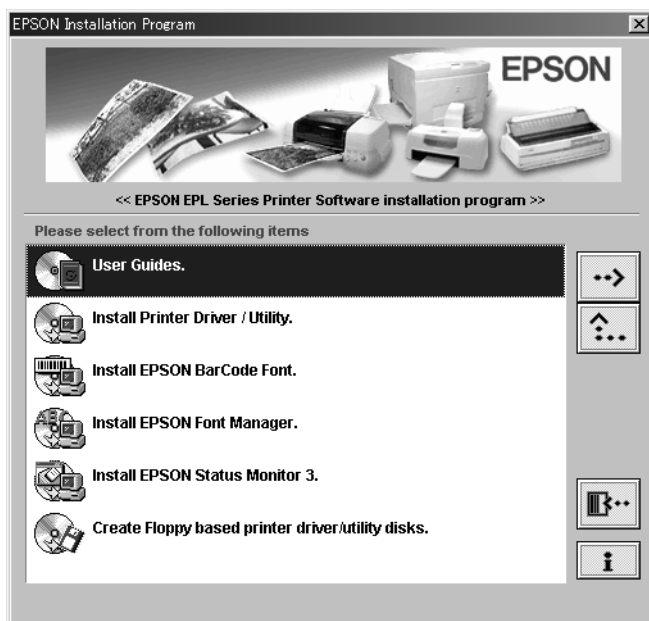 EPSON Installation Program
EPSON
<< EPSON EPL Series Printer Software installation program >>
Please select from the following items
User Guides.
Install Printer Driver / Utility.
Install EPSON BarCode Font.
Install EPSON Font Manager.
Install EPSON Status Monitor 3.
Create Floppy based printer driver/utility disks.